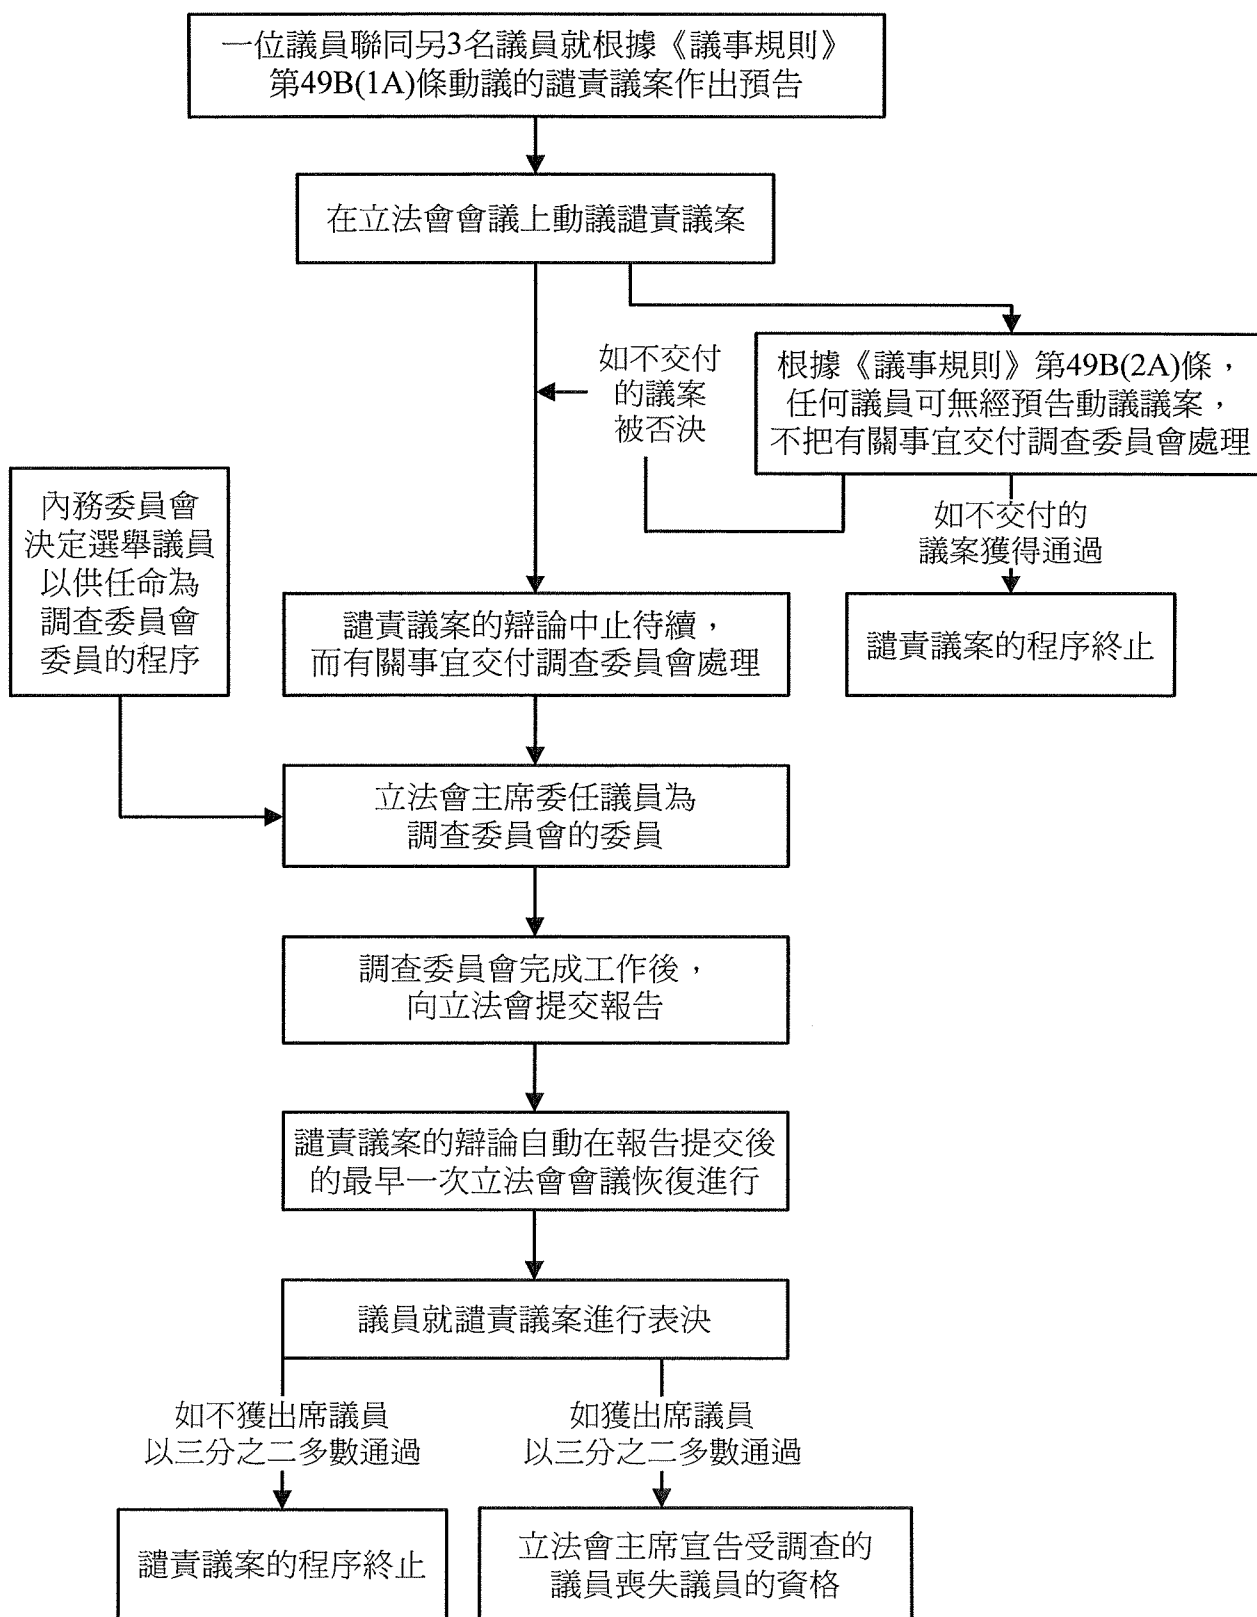 一位議員聯同另3名議員就根據《議事規則》
第49B(1A)條動議的譴責議案作出預告
在立法會會議上動議譴責議案
如不交付
的議案
被否決
根據《議事規則》第49B(2A)條，
任何議員可無經預告動議議案，
不把有關事宜交付調查委員會處理
如不交付的
議案獲得通過
譴責議案的程序終止
內務委員會
決定選舉議員
以供任命為
調查委員會
委員的程序
譴責議案的辯論中止待續，
而有關事宜交付調查委員會處理
立法會主席委任議員為
調查委員會的委員
調查委員會完成工作後，
向立法會提交報告
譴責議案的辯論自動在報告提交後
的最早一次立法會會議恢復進行
議員就譴責議案進行表決
如不獲出席議員
以三分之二多數通過
如獲出席議員
以三分之二多數通過
譴責議案的程序終止
立法會主席宣告受調查的
議員喪失議員的資格